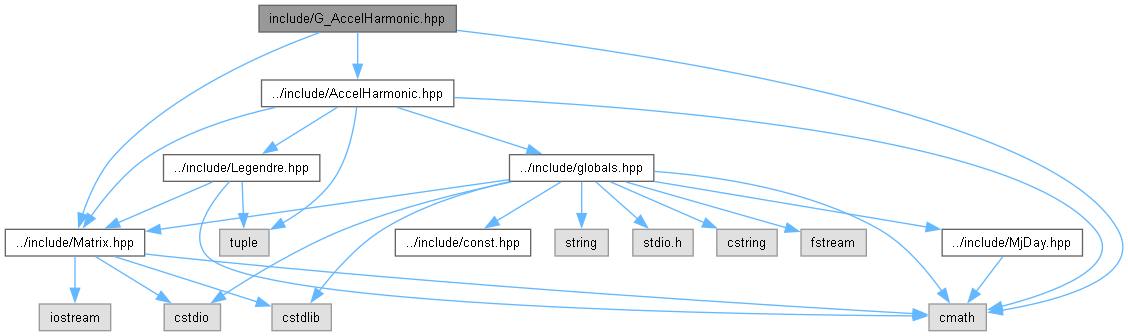 include/G_AccelHarmonic.hpp
../include/AccelHarmonic.hpp
../include/Legendre.hpp
../include/globals.hpp
../include/Matrix.hpp
tuple
../include/const.hpp
string
stdio.h
cstring
fstream
../include/MjDay.hpp
iostream
cstdio
cstdlib
cmath